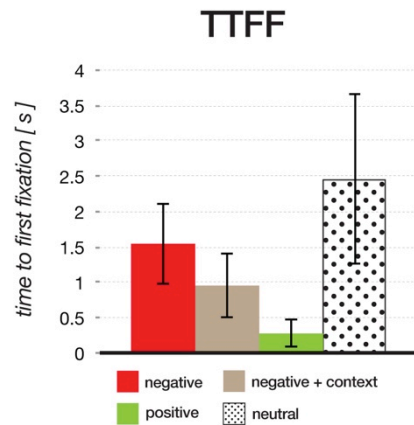 TTFF
time to first fixation [ s ]
4
3.5
3
2.5
2
1.5
1
0.5
0
negative
negative + context
positive
neutral